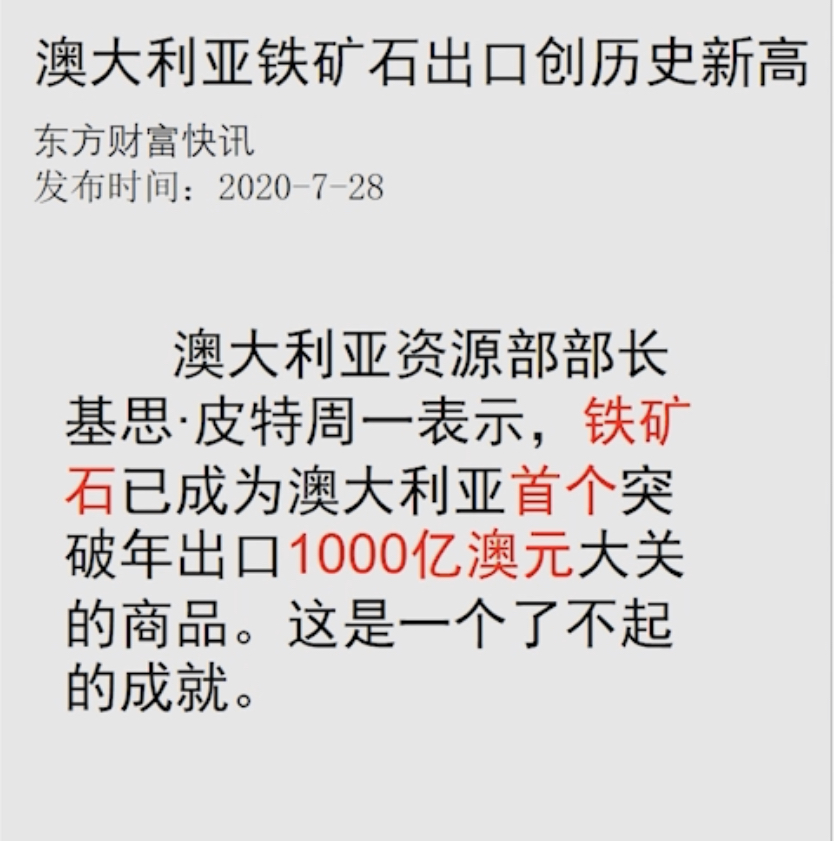 澳大利亚铁矿石出口创历史新高
东方财富快讯
发布时间：2020-7-28
澳大利亚资源部部长
基思·皮特周一表示，铁矿
石已成为澳大利亚首个突
破年出口1000亿澳元大关
的商品。这是一个了不起
的成就。